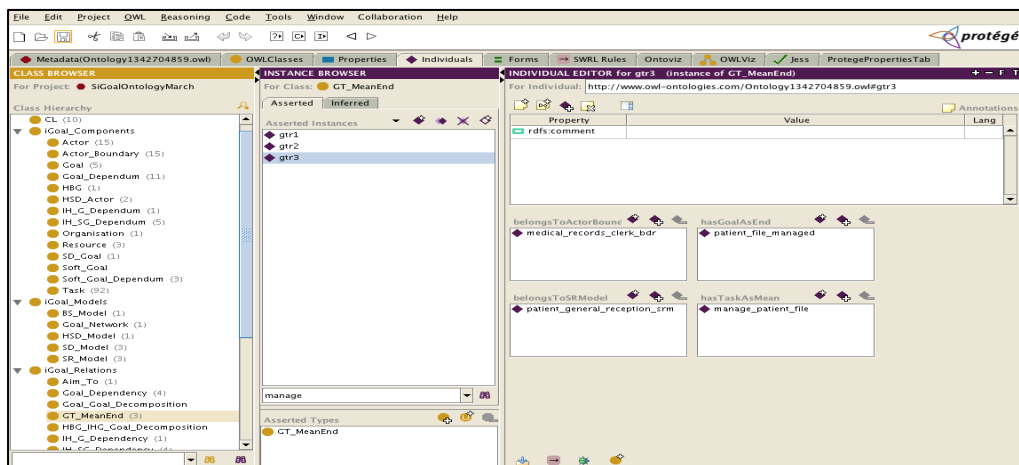 File Edit Project OWL Reasoning Code Tools Window Collaboration Help
protégé
Metadata(Ontology1342704859.owl) OWLClasses Properties Individuals Forms SWRL Rules Ontoviz OWLViz Jess ProtegePropertiesTab
CLASS BROWSER
For Project: SiGoalOntologyMarch
Class Hierarchy
CL (10)
iGoal_Components
Actor (15)
Actor_Boundary (15)
Goal (5)
Goal_Dependum (11)
HBG (1)
HSD_Actor (2)
IH_G_Dependum (1)
IH_SG_Dependum (5)
Organisation (1)
Resource (3)
SD_Goal (1)
Soft_Goal
Soft_Goal_Dependum (3)
Task (92)
iGoal_Models
BS_Model (1)
Goal_Network (1)
HSD_Model (1)
SD_Model (3)
SR_Model (3)
iGoal_Relations
Aim_To (1)
Goal_Dependency (4)
Goal_Goal_Decomposition
GT_MeanEnd (3)
HBG_IHG_Goal_Decomposition
IH_G_Dependency (1)
IH_SG_Dependency (4)
INSTANCE BROWSER
For Class: GT_MeanEnd
Asserted Inferred
Asserted Instances
gtr1
gtr2
gtr3
manage
Asserted Types
GT_MeanEnd
INDIVIDUAL EDITOR for gtr3 (instance of GT_MeanEnd) + - F T
For Individual: http://www.owl-ontologies.com/Ontology1342704859.owl#gtr3
Annotations
Property Value Lang
rdfs:comment
belongsToActorBounc hasGoalAsEnd
medical_records_clerk_bdr patient_file_managed
belongsToSRModel hasTaskAsMean
patient_general_reception_srm manage_patient_file